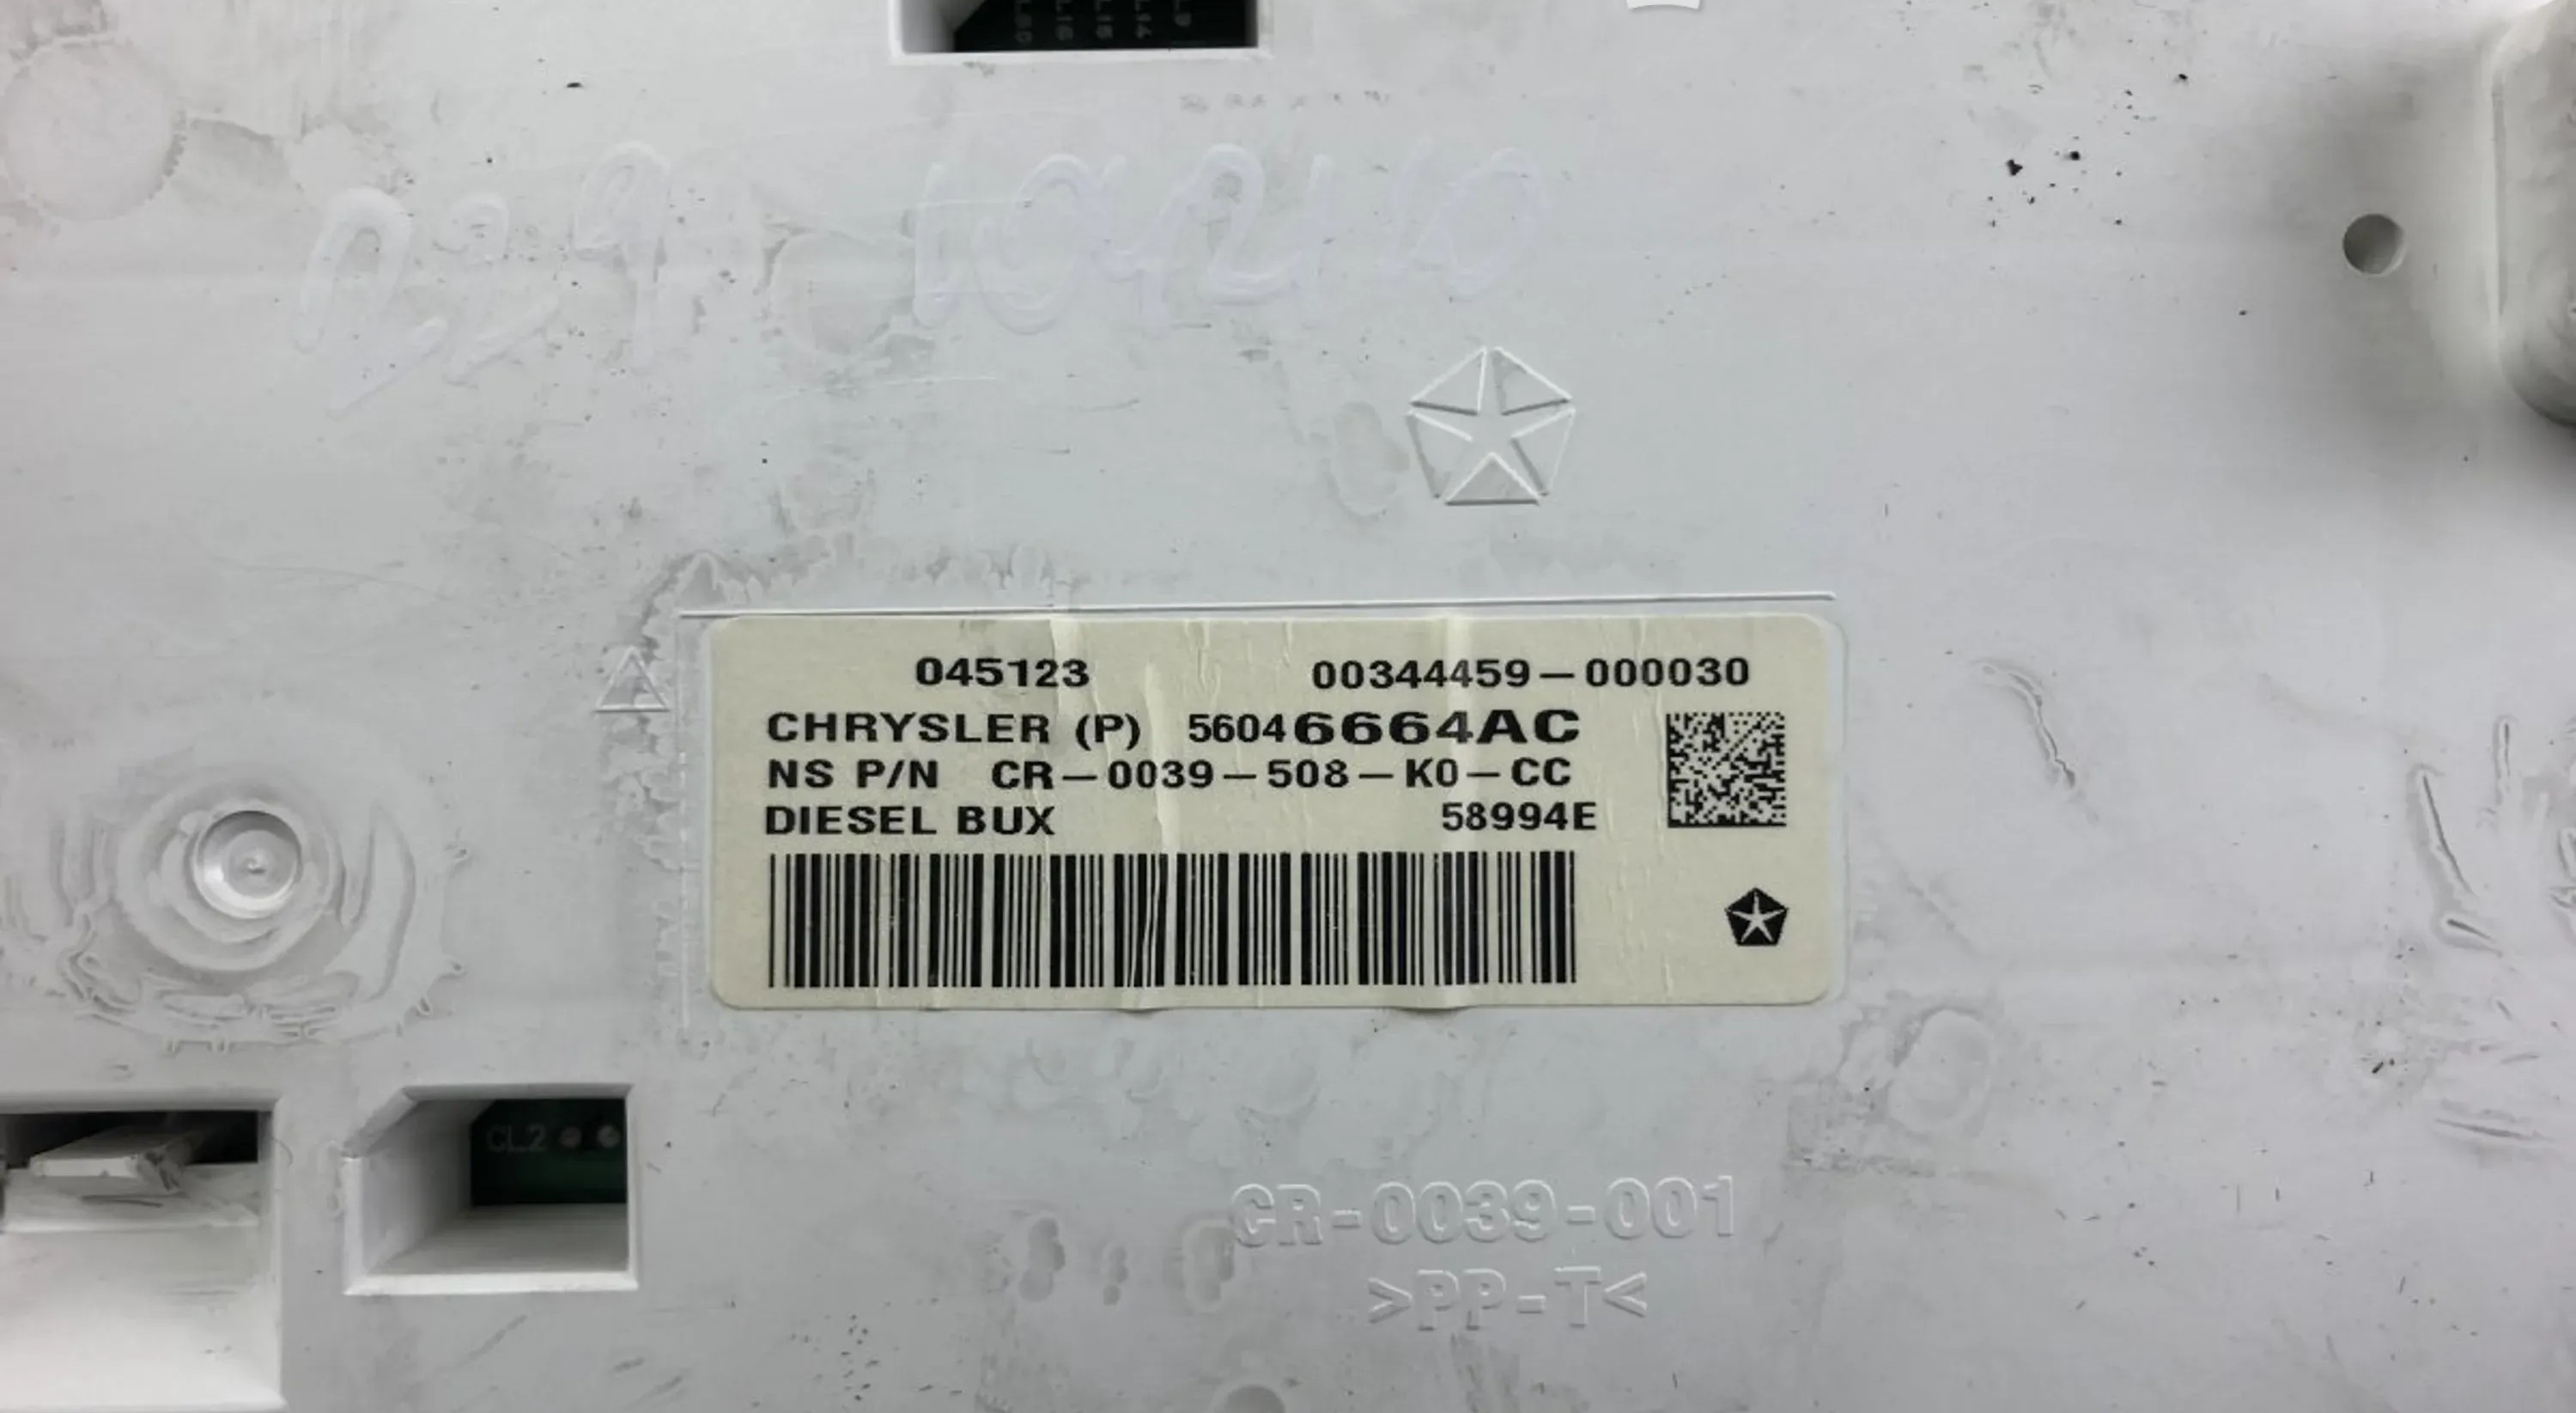 045123 00344459-000030
CHRYSLER (P) 56046664AC
NS P/N CR-0039-508-K0-CC
DIESEL BUX 58994E
CL2
CR-0039-001
>PP-T<